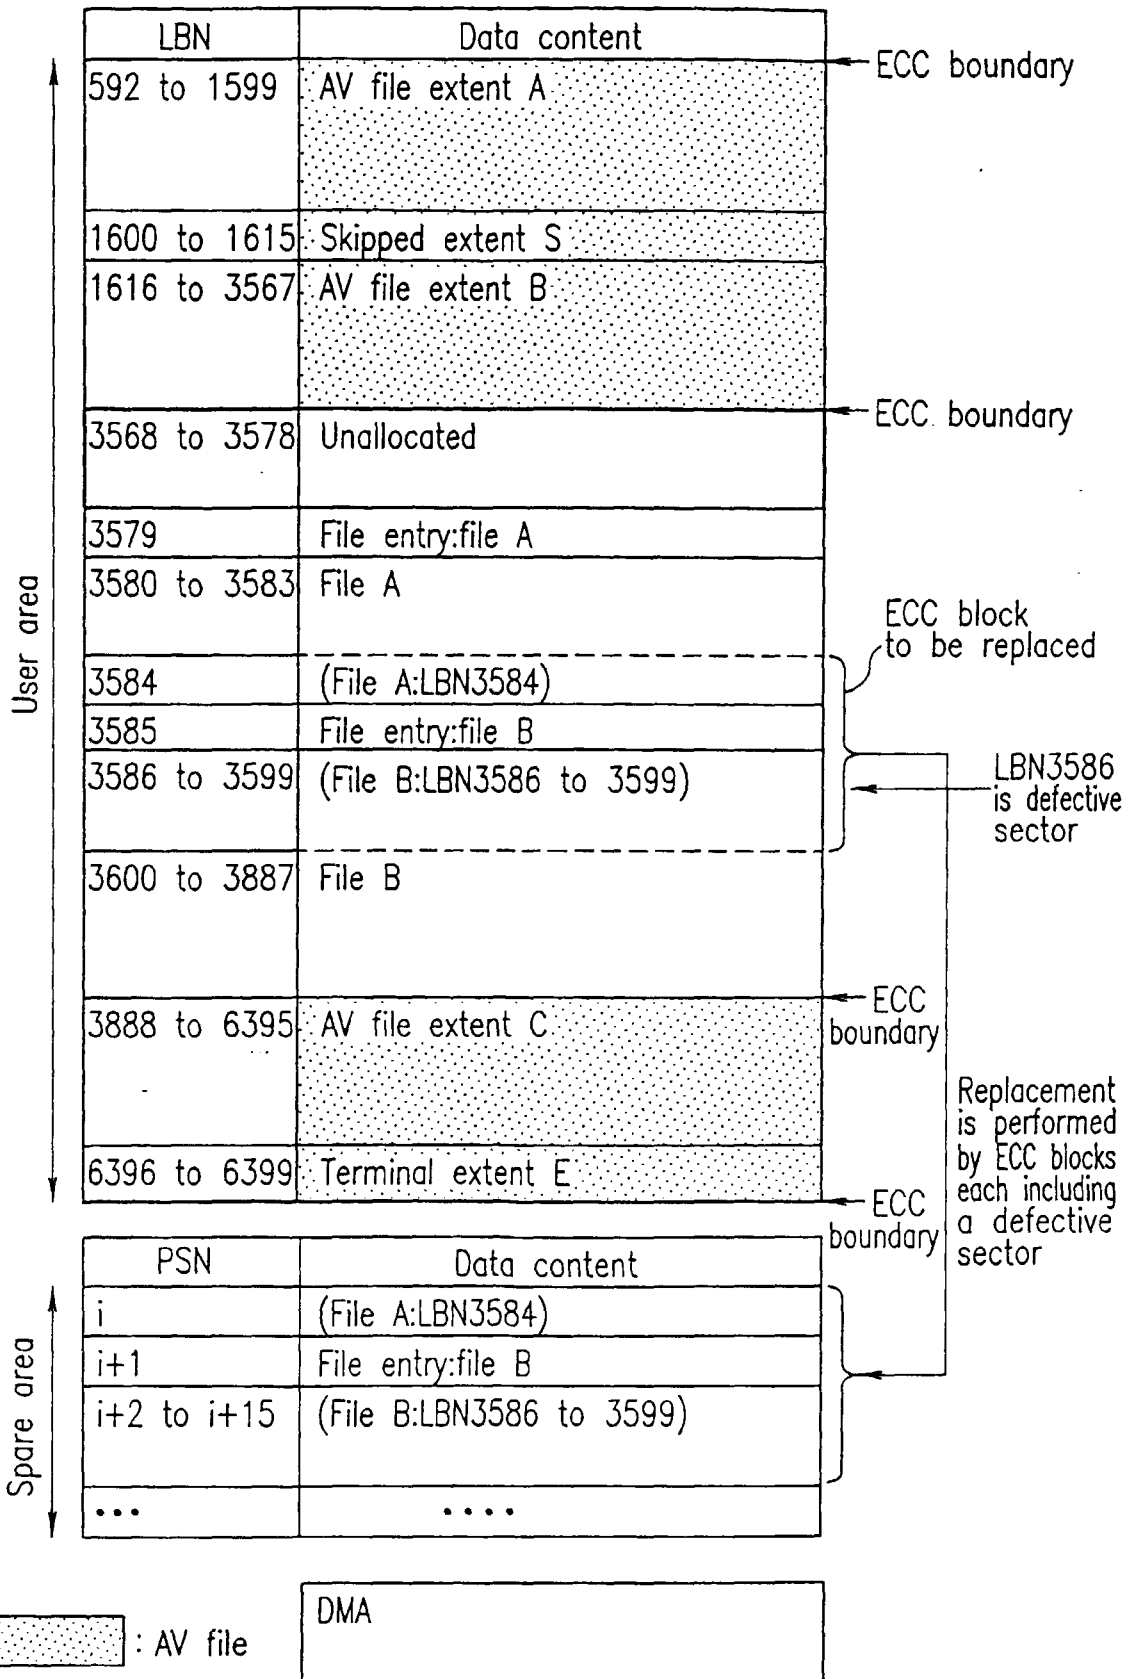 LBN Data content
ECC boundary
592 to 1599 AV file extent A
1600 to 1615 Skipped extent S
1616 to 3567 AV file extent B
ECC boundary
3568 to 3578 Unallocated
3579 File entry:file A
3580 to 3583 File A
ECC block
to be replaced
3584 (File A:LBN3584)
3585 File entry:file B
3586 to 3599 (File B:LBN3586 to 3599)
LBN3586
is defective
sector
3600 to 3887 File B
User area
ECC
boundary
3888 to 6395 AV file extent C
6396 to 6399 Terminal extent E
ECC
boundary
Replacement
is performed
by ECC blocks
each including
a defective
sector
PSN Data content
i (File A:LBN3584)
i+1 File entry:file B
i+2 to i+15 (File B:LBN3586 to 3599)
... ....
Spare area
: AV file
DMA